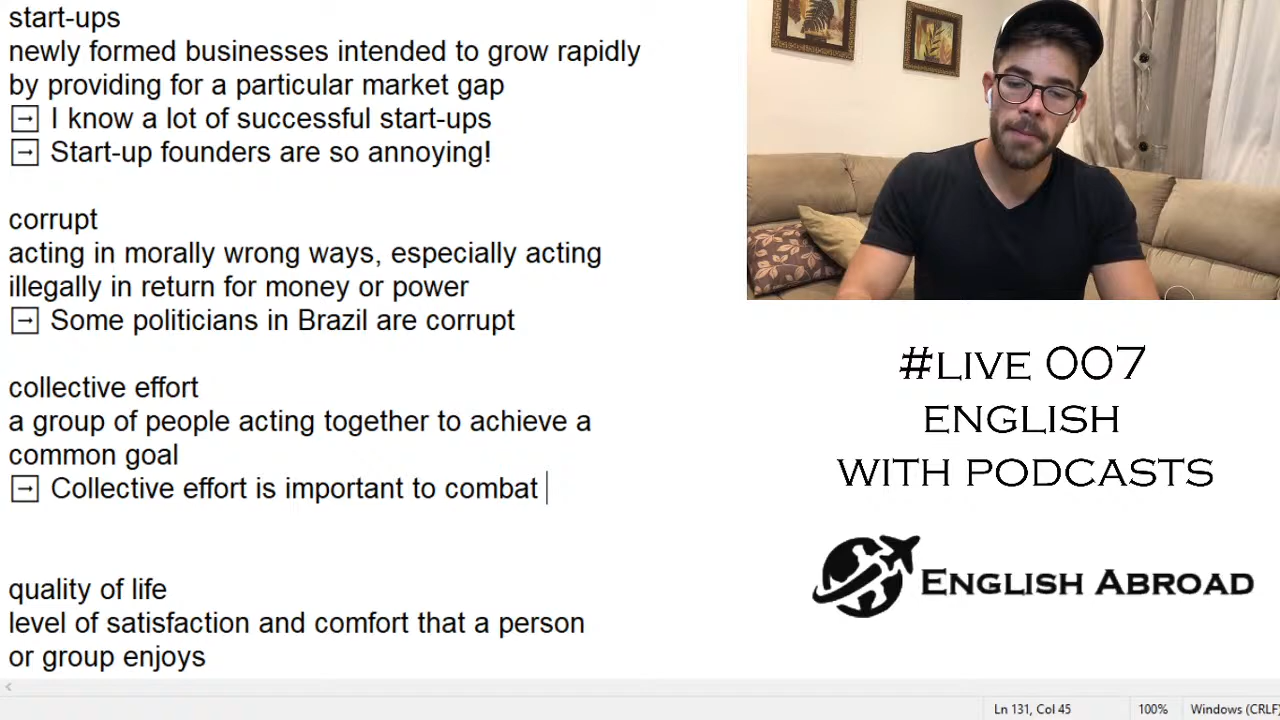 start-ups
newly formed businesses intended to grow rapidly
by providing for a particular market gap
→ I know a lot of successful start-ups
→ Start-up founders are so annoying!
corrupt
acting in morally wrong ways, especially acting
illegally in return for money or power
→ Some politicians in Brazil are corrupt
collective effort
a group of people acting together to achieve a
common goal
→ Collective effort is important to combat
quality of life
level of satisfaction and comfort that a person
or group enjoys
#LIVE 007
ENGLISH
WITH PODCASTS
ENGLISH ABROAD
Ln 131, Col 45 100% Windows (CRLF)